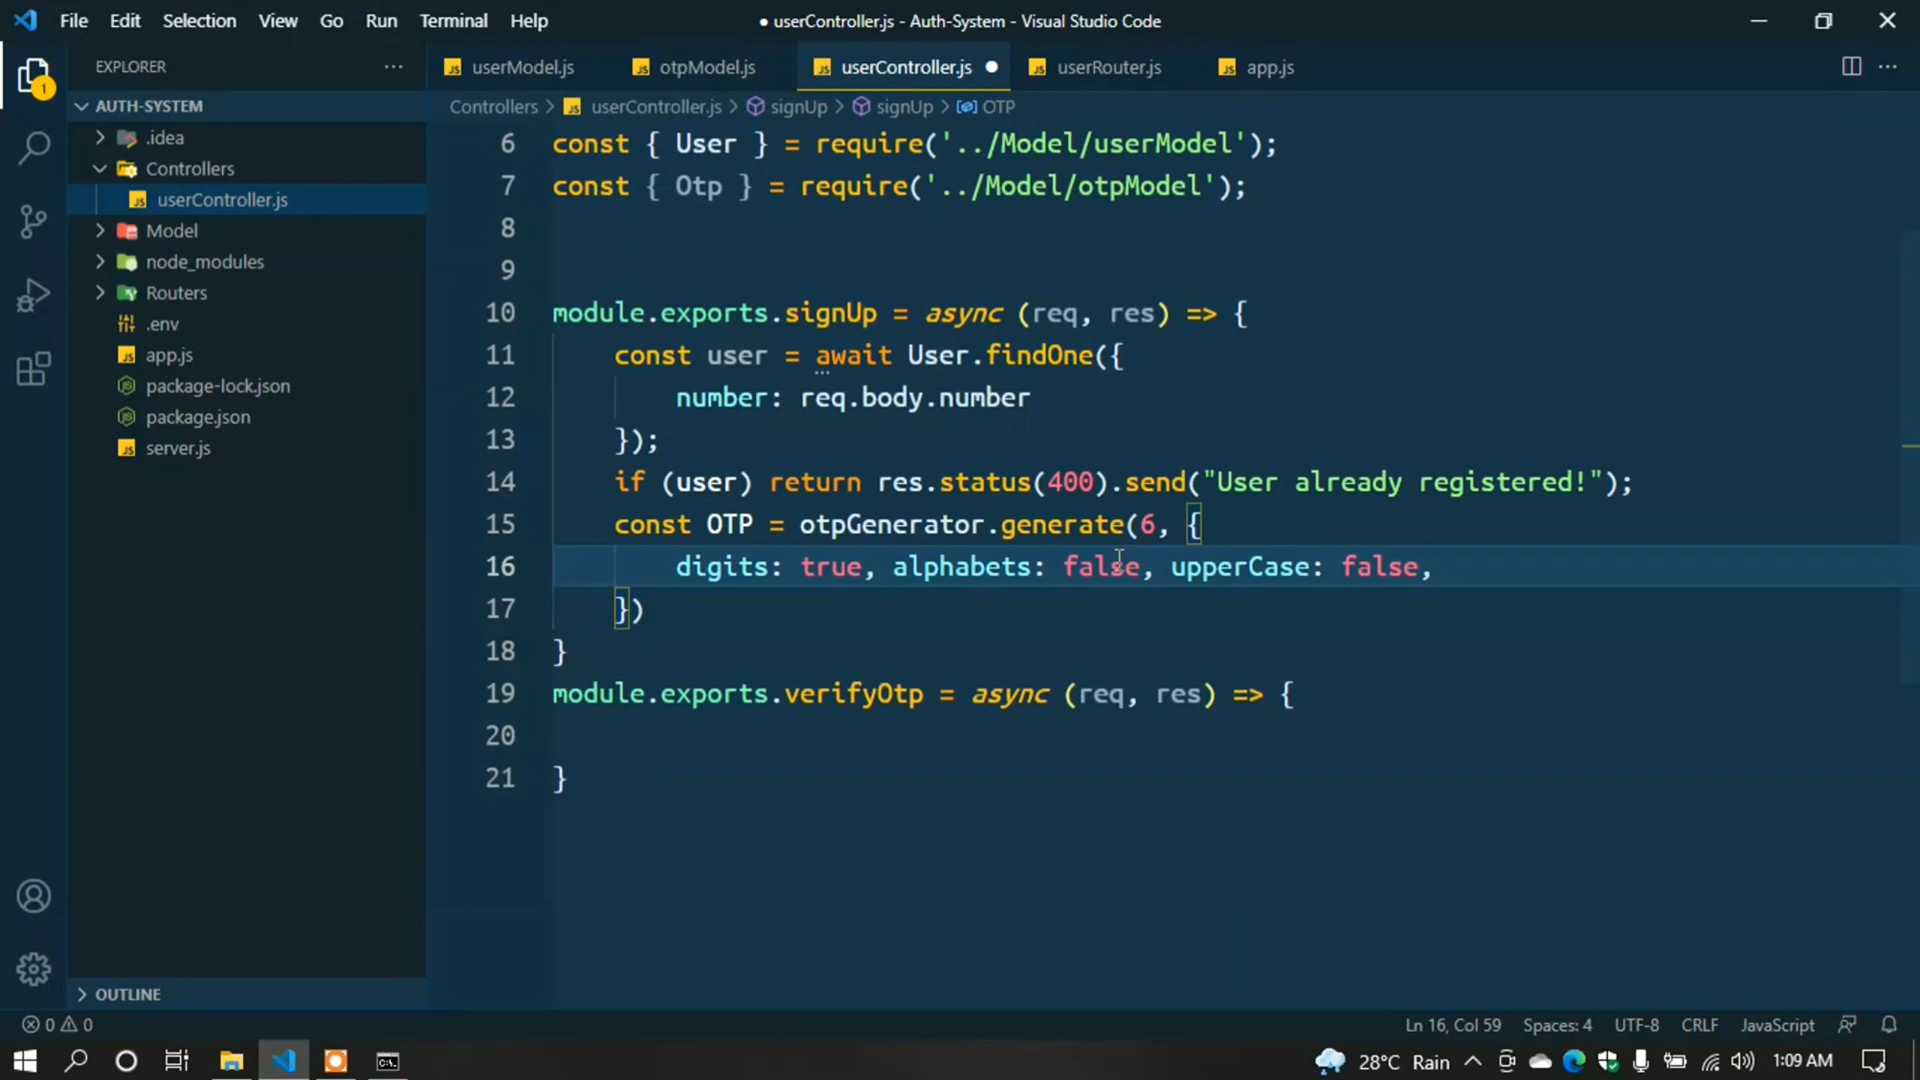 File Edit Selection View Go Run Terminal Help
● userController.js - Auth-System - Visual Studio Code
EXPLORER
userModel.js
otpModel.js
userController.js
userRouter.js
app.js
AUTH-SYSTEM
Controllers > userController.js > signUp > signUp > OTP
.idea
Controllers
userController.js
Model
node_modules
Routers
.env
app.js
package-lock.json
package.json
server.js
OUTLINE
1
6 const { User } = require('../Model/userModel');
7 const { Otp } = require('../Model/otpModel');
8
9
10 module.exports.signUp = async (req, res) => {
11 const user = await User.findOne({
12 number: req.body.number
13 });
14 if (user) return res.status(400).send("User already registered!");
15 const OTP = otpGenerator.generate(6, {
16 digits: true, alphabets: false, upperCase: false,
17 })
18 }
19 module.exports.verifyOtp = async (req, res) => {
20
21 }
0 0
Ln 16, Col 59 Spaces: 4 UTF-8 CRLF JavaScript
28°C Rain
1:09 AM